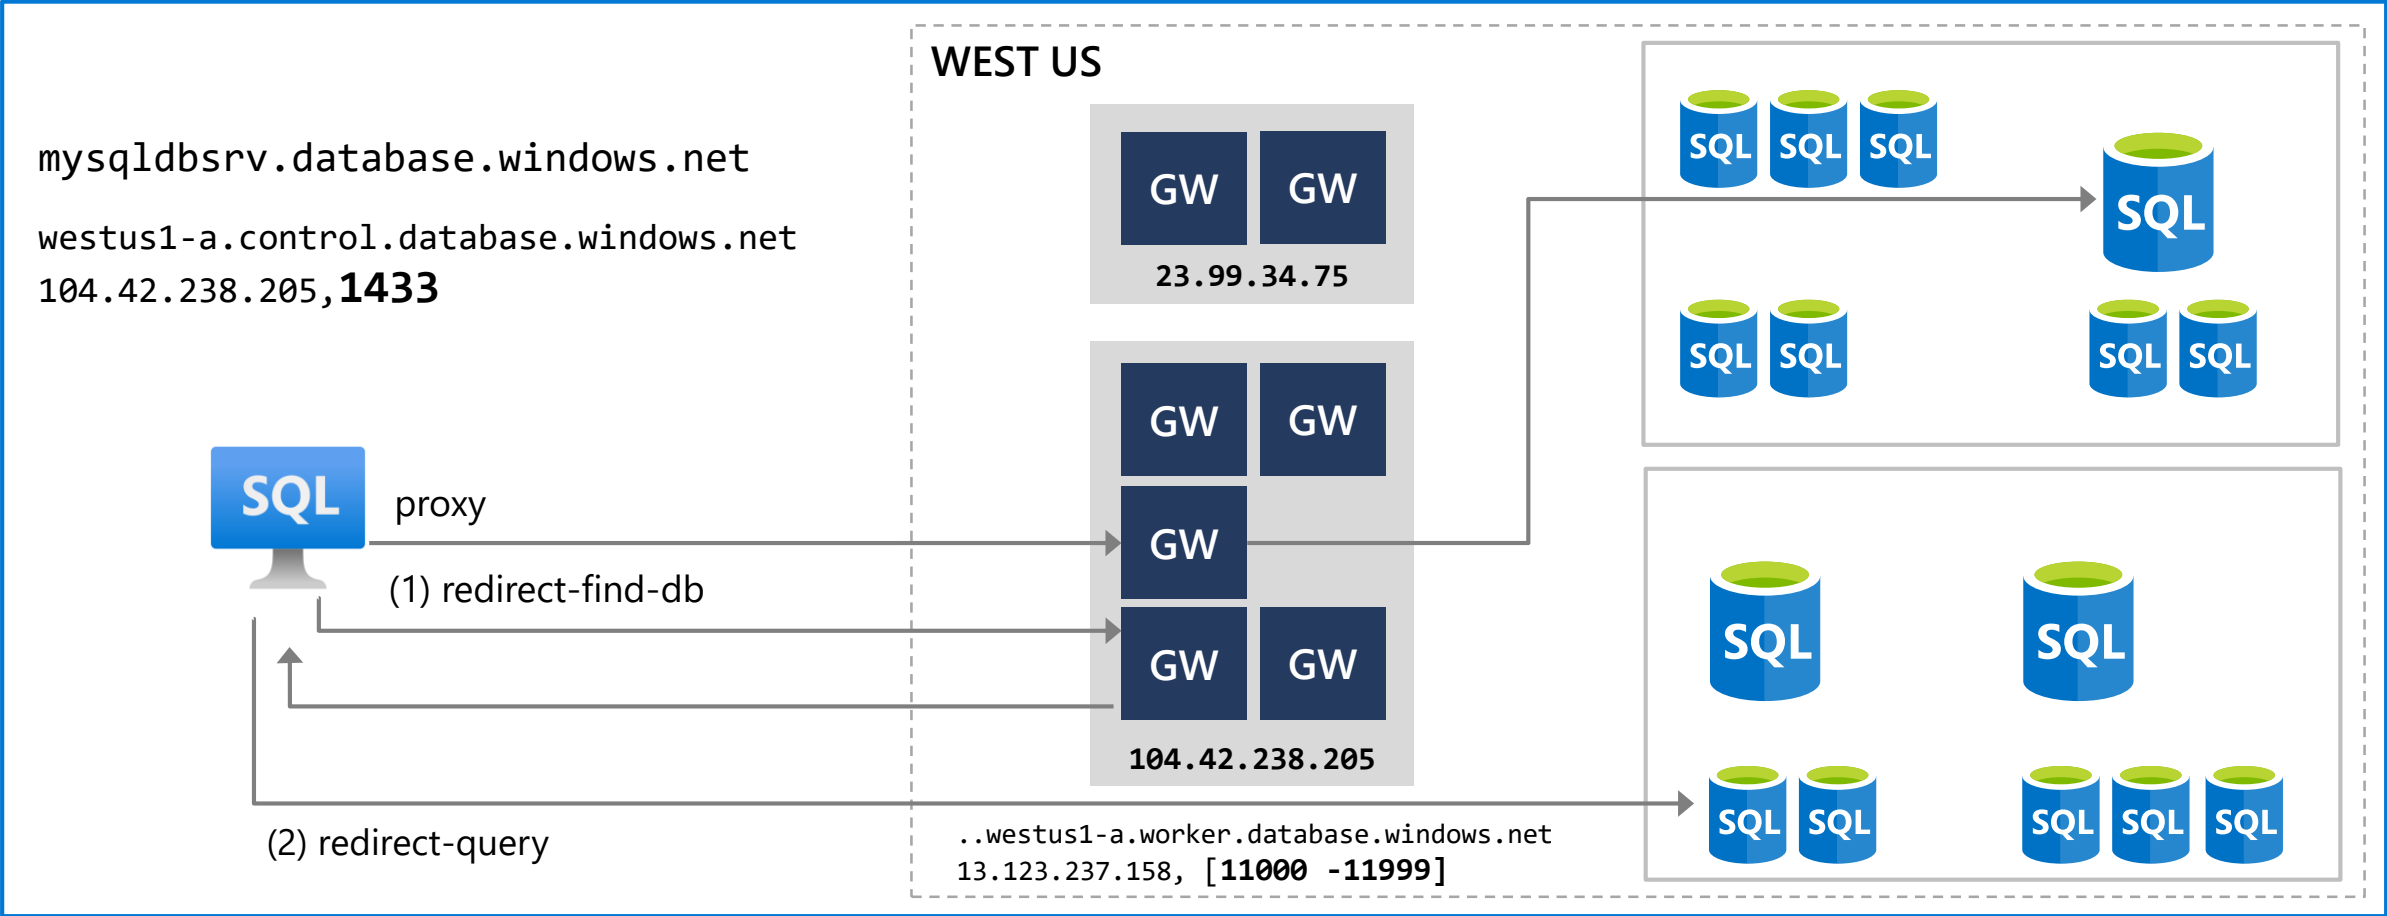 mysqldbsrv.database.windows.net
westus1-a.control.database.windows.net
104.42.238.205,1433
SQL
proxy
(1) redirect-find-db
(2) redirect-query
WEST US
GW GW
23.99.34.75
GW GW
GW
GW GW
104.42.238.205
..westus1-a.worker.database.windows.net
13.123.237.158, [11000 -11999]
SQL SQL SQL
SQL
SQL SQL
SQL SQL
SQL SQL
SQL SQL
SQL SQL SQL